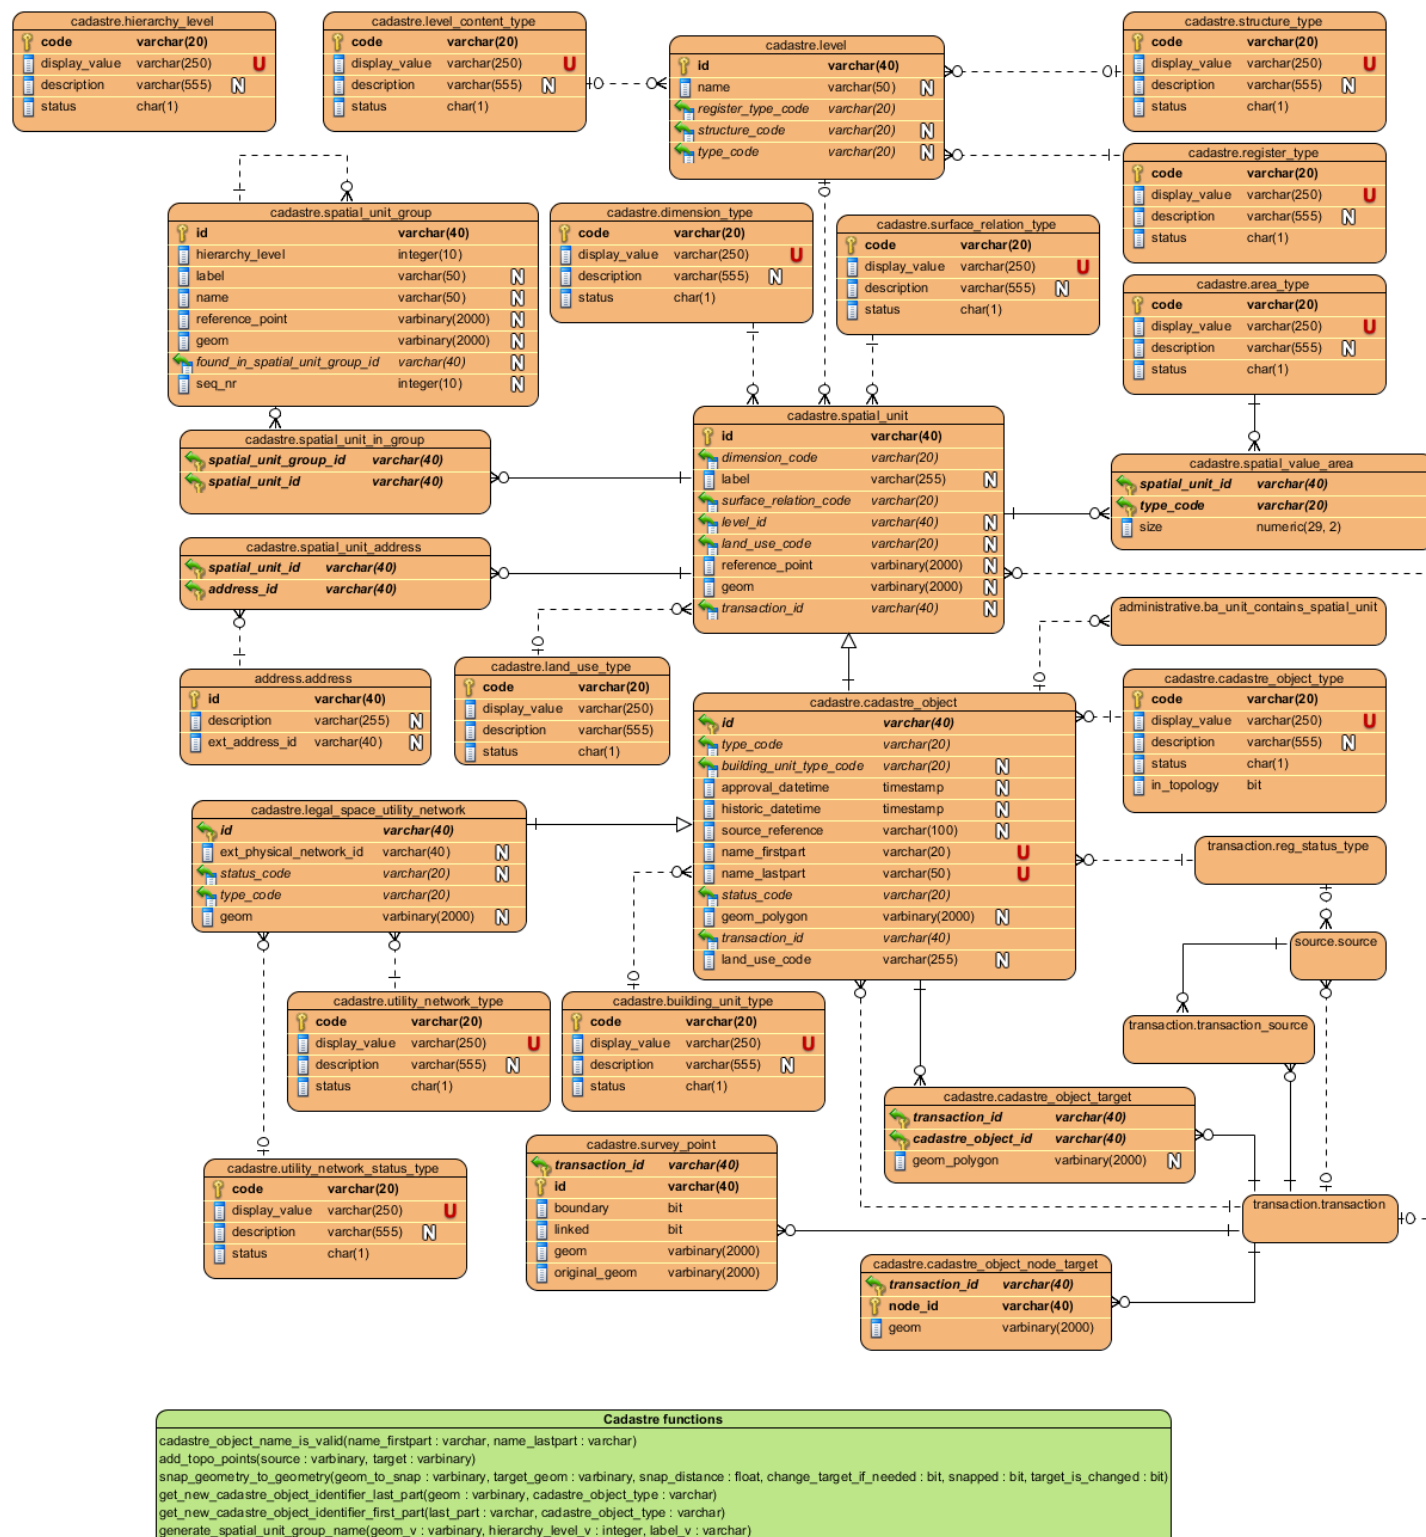 cadastre.hierarchy_level
code varchar(20)
display_value varchar(250) U
description varchar(555) N
status char(1)
cadastre.level_content_type
code varchar(20)
display_value varchar(250) U
description varchar(555) N
status char(1)
cadastre.level
id varchar(40)
name varchar(50) N
register_type_code varchar(20)
structure_code varchar(20) N
type_code varchar(20) N
cadastre.structure_type
code varchar(20)
display_value varchar(250) U
description varchar(555) N
status char(1)
cadastre.register_type
code varchar(20)
display_value varchar(250) U
description varchar(555) N
status char(1)
cadastre.spatial_unit_group
id varchar(40)
hierarchy_level integer(10)
label varchar(50) N
name varchar(50) N
reference_point varbinary(2000) N
geom varbinary(2000) N
found_in_spatial_unit_group_id varchar(40) N
seq_nr integer(10) N
cadastre.dimension_type
code varchar(20)
display_value varchar(250) U
description varchar(555) N
status char(1)
cadastre.surface_relation_type
code varchar(20)
display_value varchar(250) U
description varchar(555) N
status char(1)
cadastre.area_type
code varchar(20)
display_value varchar(250) U
description varchar(555) N
status char(1)
cadastre.spatial_unit_in_group
spatial_unit_group_id varchar(40)
spatial_unit_id varchar(40)
cadastre.spatial_unit
id varchar(40)
dimension_code varchar(20)
label varchar(255) N
surface_relation_code varchar(20)
level_id varchar(40) N
land_use_code varchar(20) N
reference_point varbinary(2000) N
geom varbinary(2000) N
transaction_id varchar(40) N
cadastre.spatial_value_area
spatial_unit_id varchar(40)
type_code varchar(20)
size numeric(29, 2)
cadastre.spatial_unit_address
spatial_unit_id varchar(40)
address_id varchar(40)
administrative.ba_unit_contains_spatial_unit
address.address
id varchar(40)
description varchar(255) N
ext_address_id varchar(40) N
cadastre.land_use_type
code varchar(20)
display_value varchar(250)
description varchar(555)
status char(1)
cadastre.cadastre_object
id varchar(40)
type_code varchar(20)
building_unit_type_code varchar(20) N
approval_datetime timestamp N
historic_datetime timestamp N
source_reference varchar(100) N
name_firstpart varchar(20) U
name_lastpart varchar(50) U
status_code varchar(20)
geom_polygon varbinary(2000) N
transaction_id varchar(40)
land_use_code varchar(255) N
cadastre.cadastre_object_type
code varchar(20)
display_value varchar(250) U
description varchar(555) N
status char(1)
in_topology bit
cadastre.legal_space_utility_network
id varchar(40)
ext_physical_network_id varchar(40) N
status_code varchar(20) N
type_code varchar(20)
geom varbinary(2000) N
transaction.reg_status_type
source.source
transaction.transaction_source
cadastre.utility_network_type
code varchar(20)
display_value varchar(250) U
description varchar(555) N
status char(1)
cadastre.building_unit_type
code varchar(20)
display_value varchar(250) U
description varchar(555) N
status char(1)
cadastre.cadastre_object_target
transaction_id varchar(40)
cadastre_object_id varchar(40)
geom_polygon varbinary(2000) N
cadastre.survey_point
transaction_id varchar(40)
id varchar(40)
boundary bit
linked bit
geom varbinary(2000)
original_geom varbinary(2000)
cadastre.utility_network_status_type
code varchar(20)
display_value varchar(250) U
description varchar(555) N
status char(1)
transaction.transaction
cadastre.cadastre_object_node_target
transaction_id varchar(40)
node_id varchar(40)
geom varbinary(2000)
Cadastre functions
cadastre_object_name_is_valid(name_firstpart : varchar, name_lastpart : varchar)
add_topo_points(source : varbinary, target : varbinary)
snap_geometry_to_geometry(geom_to_snap : varbinary, target_geom : varbinary, snap_distance : float, change_target_if_needed : bit, snapped : bit, target_is_changed : bit)
get_new_cadastre_object_identifier_last_part(geom : varbinary, cadastre_object_type : varchar)
get_new_cadastre_object_identifier_first_part(last_part : varchar, cadastre_object_type : varchar)
generate_spatial_unit_group_name(geom_v : varbinary, hierarchy_level_v : integer, label_v : varchar)